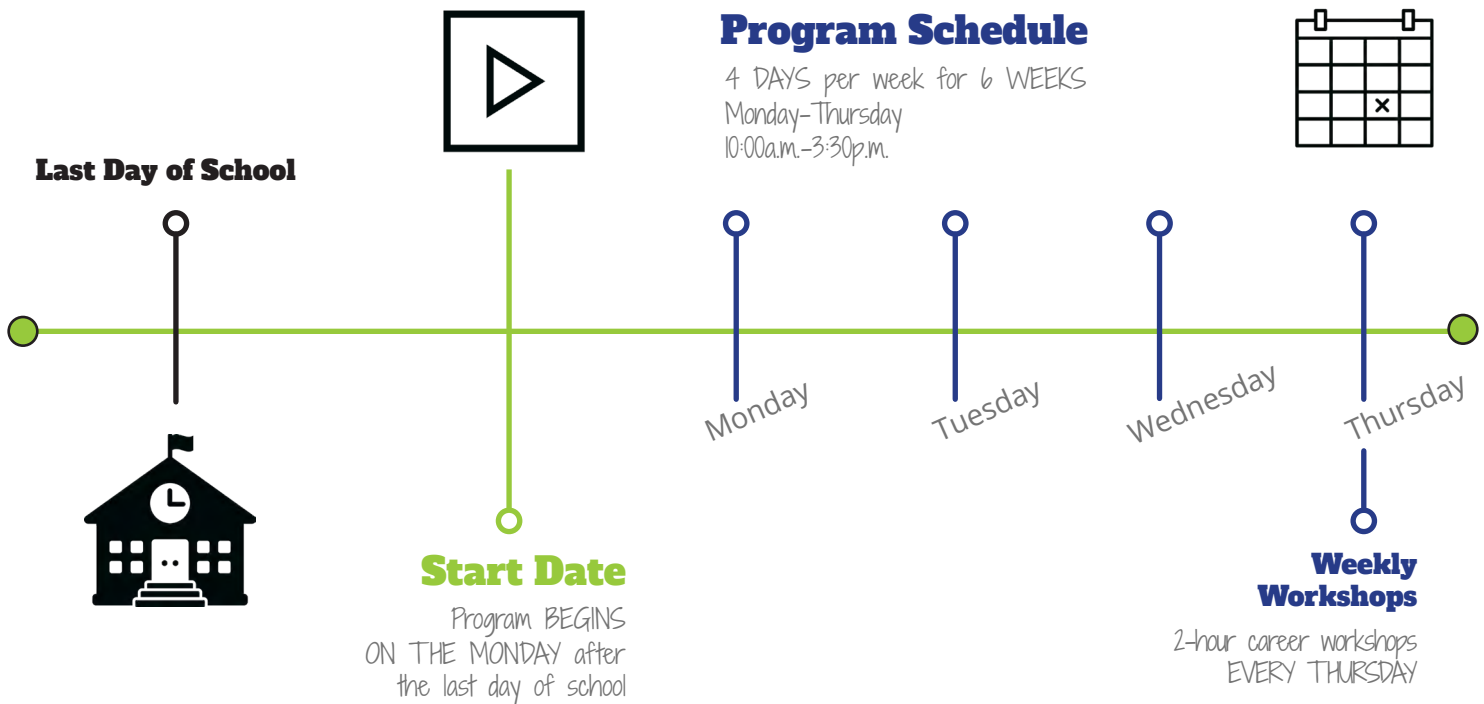 Program Schedule
4 DAYS per week for 6 WEEKS
Monday-Thursday
10:00a.m.-3:30p.m.
Last Day of School
Monday
Tuesday
Wednesday
Thursday
Start Date
Program BEGINS
ON THE MONDAY after
the last day of school
Weekly
Workshops
2-hour career workshops
EVERY THURSDAY